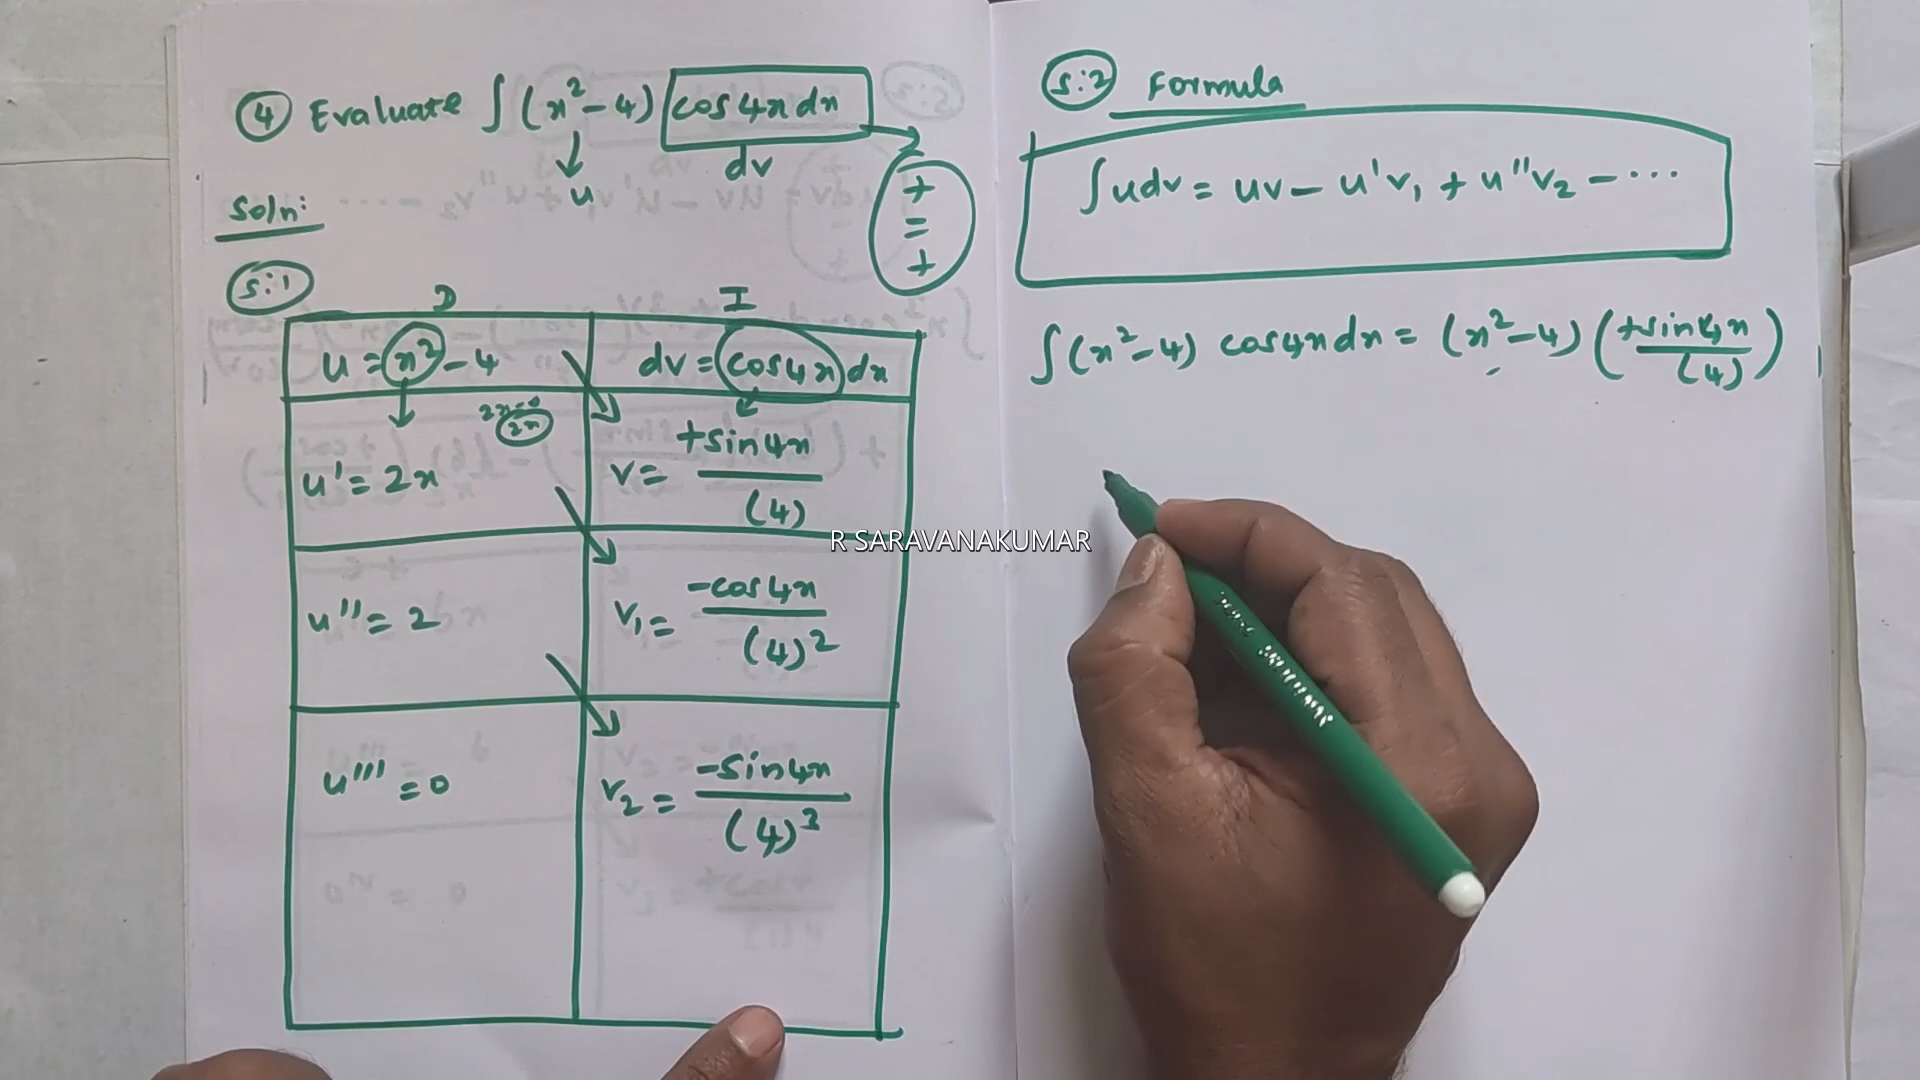 ④ Evaluate ∫(x²-4) cos4x dx
u
dv
+
-
+
Soln:
S:1
D I
u = x² - 4 dv = cos4x dx
2x
u' = 2x v = +sin4x/(4)
u'' = 2 v₁ = -cos4x/(4)²
u''' = 0 v₂ = -sin4x/(4)³
S:2 Formula
∫udv = uv - u'v₁ + u''v₂ - ...
∫(x²-4) cos4x dx = (x²-4) (+sin4x/(4))
R SARAVANAKUMAR